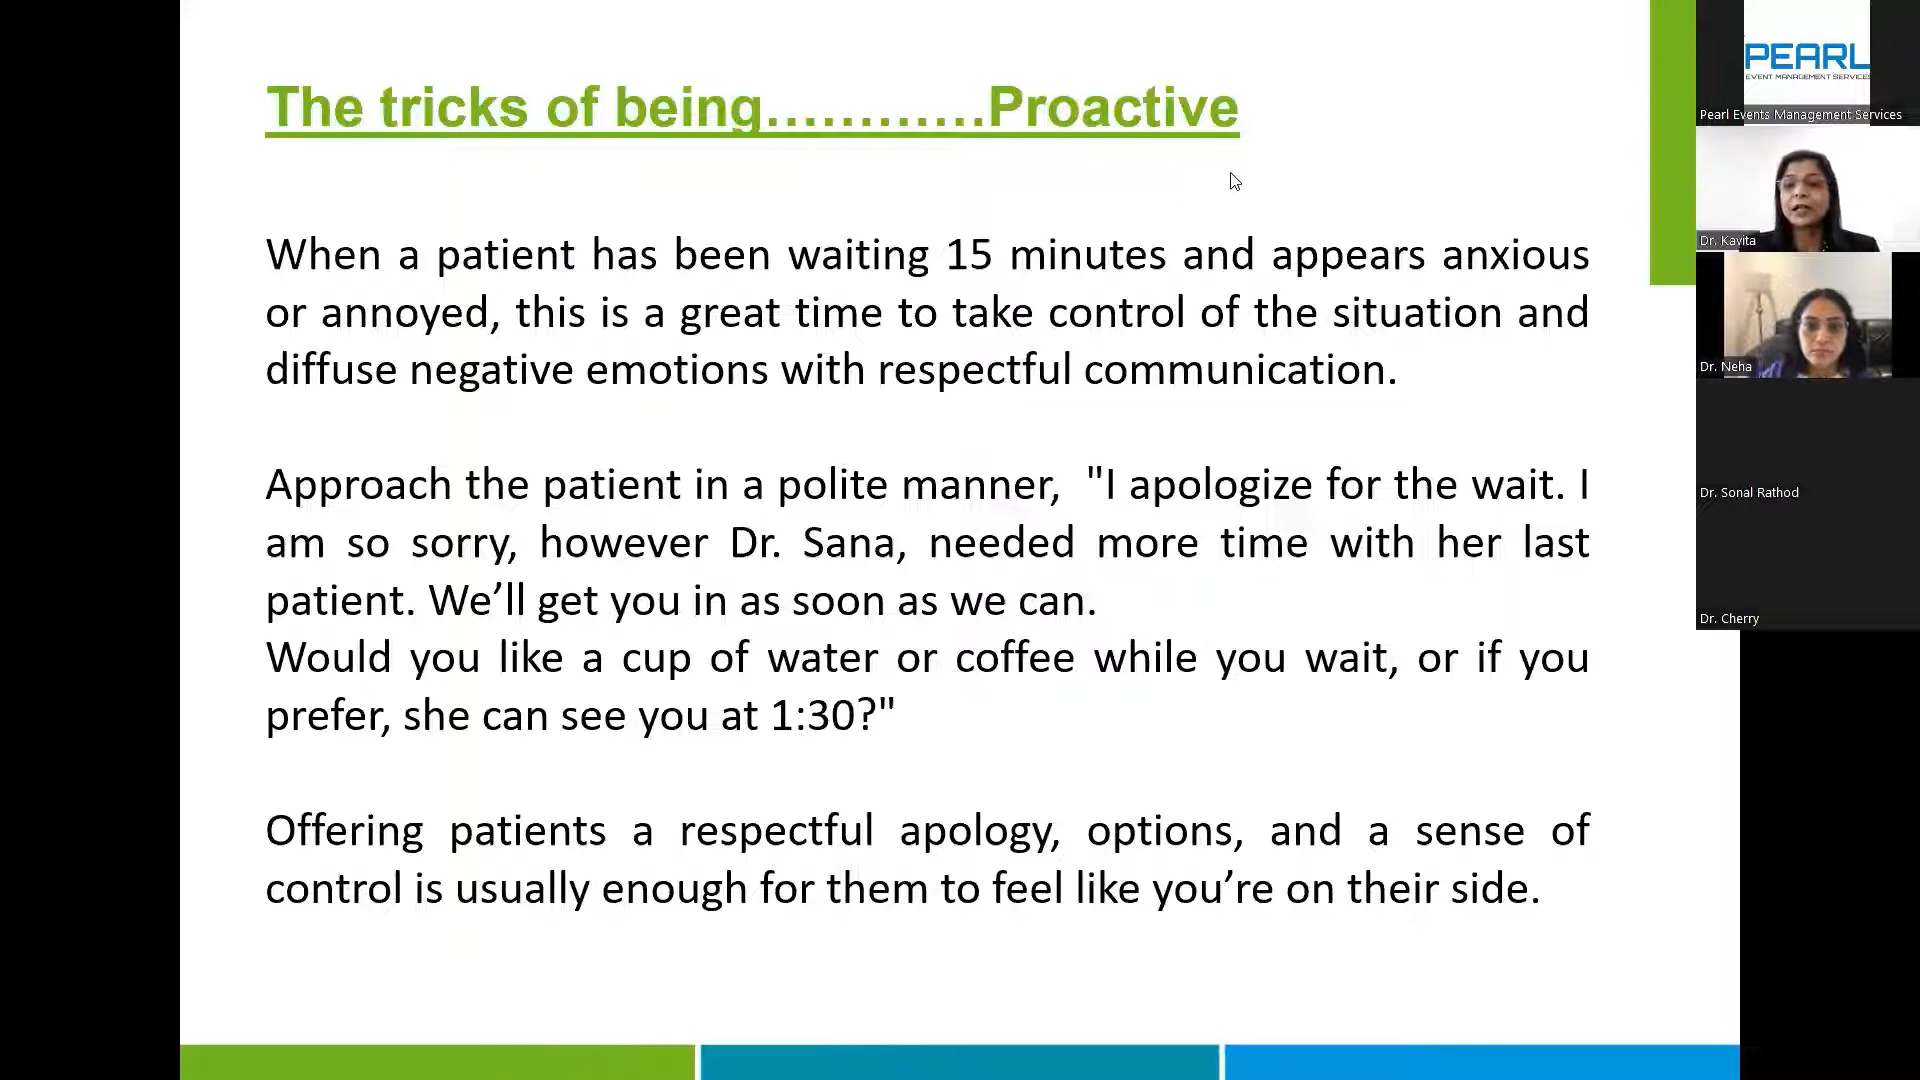 The tricks of being............Proactive
When a patient has been waiting 15 minutes and appears anxious
or annoyed, this is a great time to take control of the situation and
diffuse negative emotions with respectful communication.
Approach the patient in a polite manner,  "I apologize for the wait. I
am so sorry, however Dr. Sana, needed more time with her last
patient. We’ll get you in as soon as we can.
Would you like a cup of water or coffee while you wait, or if you
prefer, she can see you at 1:30?"
Offering patients a respectful apology, options, and a sense of
control is usually enough for them to feel like you’re on their side.
PEARL
EVENT MANAGEMENT SERVICES
Pearl Events Management Services
Dr. Kavita
Dr. Neha
Dr. Sonal Rathod
Dr. Cherry